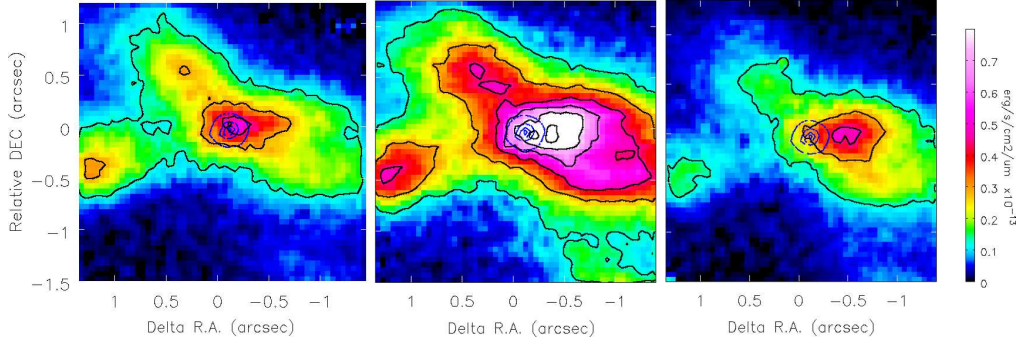 Relative DEC (arcsec)
1
0.5
0
−0.5
−1
−1.5
1 0.5 0 −0.5 −1
1 0.5 0 −0.5 −1
1 0.5 0 −0.5 −1
Delta R.A. (arcsec)
Delta R.A. (arcsec)
Delta R.A. (arcsec)
0.7
0.6
0.5
0.4
0.3
0.2
0.1
0
erg/s/cm2/um x10−13